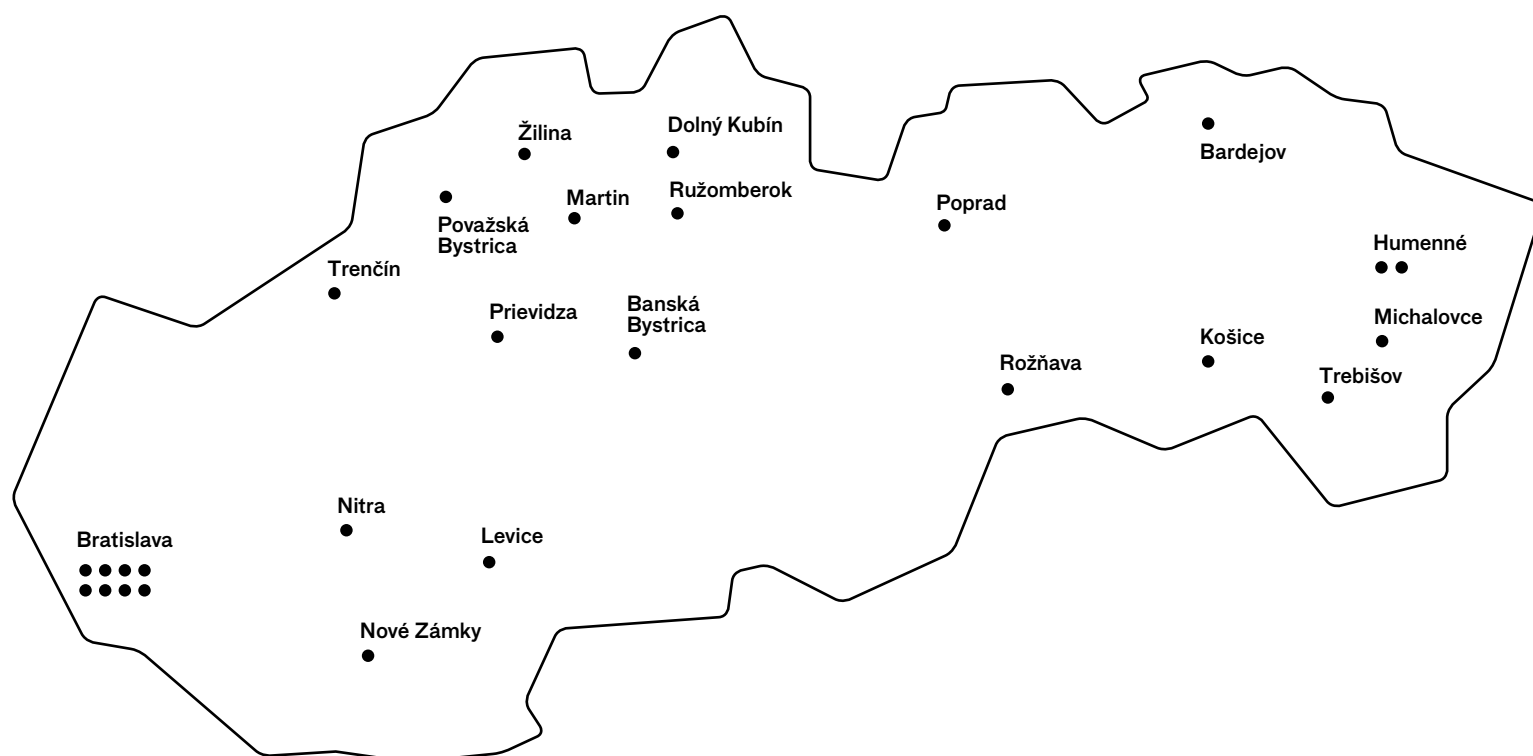 Dolný Kubín
Žilina
Bardejov
Ružomberok
Martin
Poprad
Považská
Bystrica
Humenné
Trenčín
Banská
Bystrica
Prievidza
Michalovce
Košice
Rožňava
Trebišov
Nitra
Levice
Bratislava
Nové Zámky